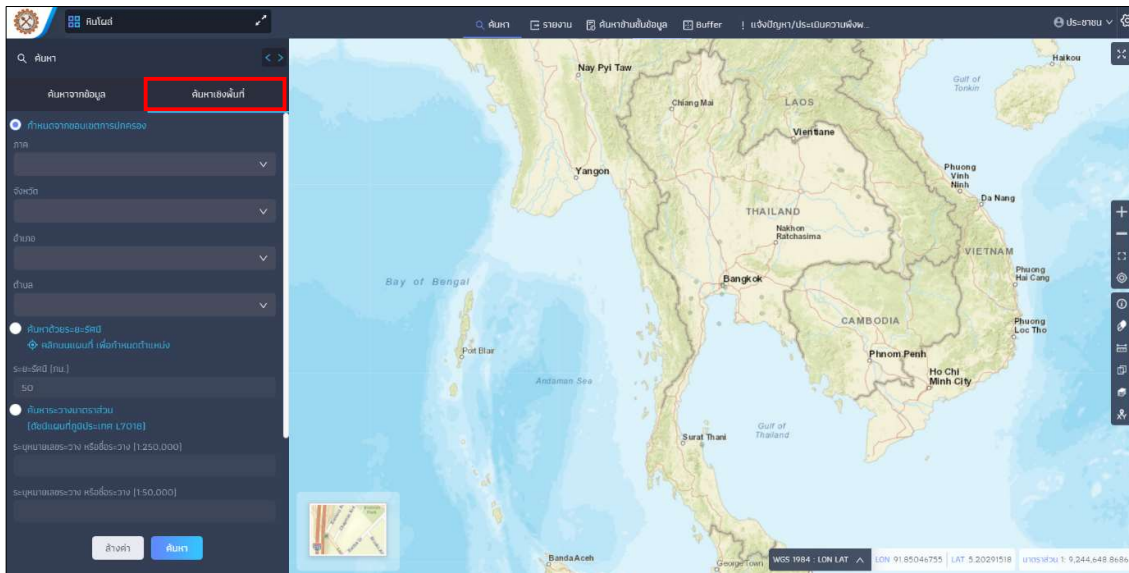 หินโผล่
ค้นหา
รายงาน
ค้นหาข้ามชั้นข้อมูล
Buffer
! แจ้งปัญหา/ประเมินความพึงพ...
ประชาชน
ค้นหา
ค้นหาจากข้อมูล
ค้นหาเชิงพื้นที่
กำหนดจากขอบเขตการปกครอง
ภาค
จังหวัด
อำเภอ
ตำบล
ค้นหาด้วยระยะรัศมี
คลิกบนแผนที่ เพื่อกำหนดตำแหน่ง
ระยะรัศมี (กม.)
50
ค้นหาระวางมาตราส่วน
(ดัชนีแผนที่ภูมิประเทศ L7018)
ระบุหมายเลขระวาง หรือชื่อระวาง (1:250,000)
ระบุหมายเลขระวาง หรือชื่อระวาง (1:50,000)
ล้างค่า
ค้นหา
Nay Pyi Taw
Haikou
Gulf of
Tonkin
Chiang Mai
LAOS
Vientiane
Yangon
Phuong
Vinh
Ninh
Da Nang
THAILAND
Nakhon
Ratchasima
VIETNAM
Phuong
Hai Cang
Bay of Bengal
Bangkok
CAMBODIA
Phuong
Loc Tho
Port Blair
Phnom Penh
Ho Chi
Minh City
Andaman Sea
Gulf of
Thailand
Surat Thani
Banda Aceh
George Town
WGS 1984 : LON LAT
LON 91.85046755
LAT 5.20291518
มาตราส่วน 1: 9,244,648.8686